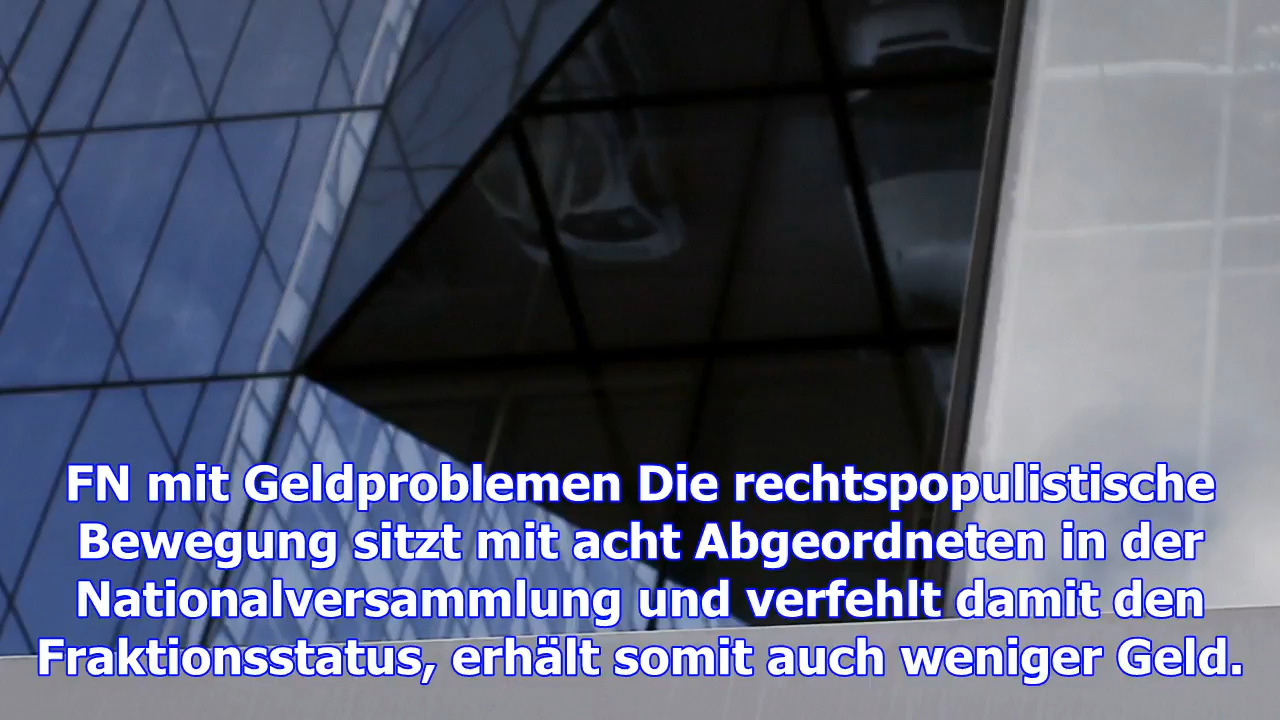 FN mit Geldproblemen Die rechtspopulistische
Bewegung sitzt mit acht Abgeordneten in der
Nationalversammlung und verfehlt damit den
Fraktionsstatus, erhält somit auch weniger Geld.